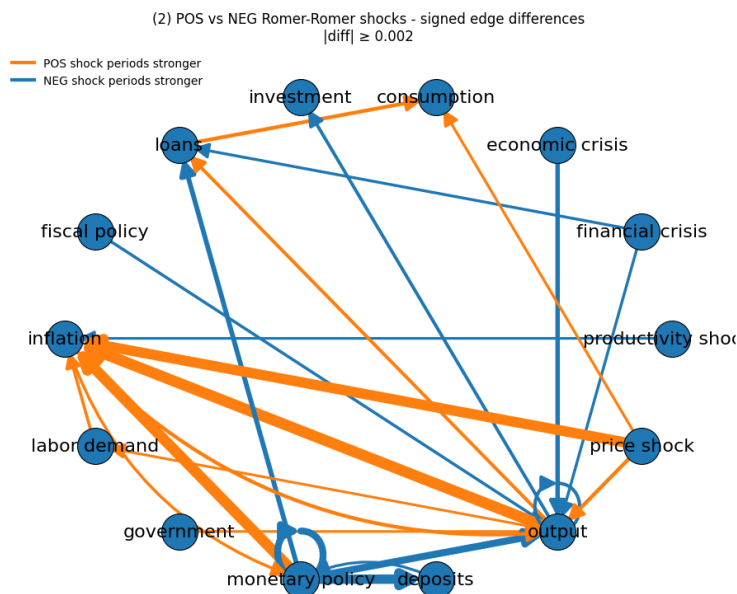 (2) POS vs NEG Romer-Romer shocks - signed edge differences
|diff| ≥ 0.002
POS shock periods stronger
NEG shock periods stronger
investment
consumption
loans
economic crisis
fiscal policy
financial crisis
inflation
productivity shoc
labor demand
price shock
government
output
monetary policy
deposits